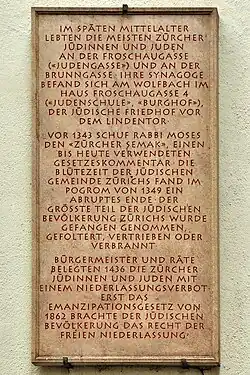 IM SPÄTEN MITTELALTER
LEBTEN DIE MEISTEN ZÜRCHER
JÜDINNEN UND JUDEN
AN DER FROSCHAUGASSE
(«JUDENGASSE») UND AN DER
BRUNNGASSE· IHRE SYNAGOGE
BEFAND SICH AM WOLFBACH IM
HAUS FROSCHAUGASSE 4
(«JUDENSCHULE», «BURGHOF»),
DER JÜDISCHE FRIEDHOF VOR
DEM LINDENTOR·
VOR 1343 SCHUF RABBI MOSES
DEN «ZÜRCHER SEMAK», EINEN
BIS HEUTE VERWENDETEN
GESETZESKOMMENTAR· DIE
BLÜTEZEIT DER JÜDISCHEN
GEMEINDE ZÜRICHS FAND IM
POGROM VON 1349 EIN
ABRUPTES ENDE· DER
GRÖSSTE TEIL DER JÜDISCHEN
BEVÖLKERUNG ZÜRICHS WURDE
GEFANGEN GENOMMEN,
GEFOLTERT, VERTRIEBEN ODER
VERBRANNT·
BÜRGERMEISTER UND RÄTE
BELEGTEN 1436 DIE ZÜRCHER
JÜDINNEN UND JUDEN MIT
EINEM NIEDERLASSUNGSVERBOT·
ERST DAS
EMANZIPATIONSGESETZ VON
1862 BRACHTE DER JÜDISCHEN
BEVÖLKERUNG DAS RECHT DER
FREIEN NIEDERLASSUNG·